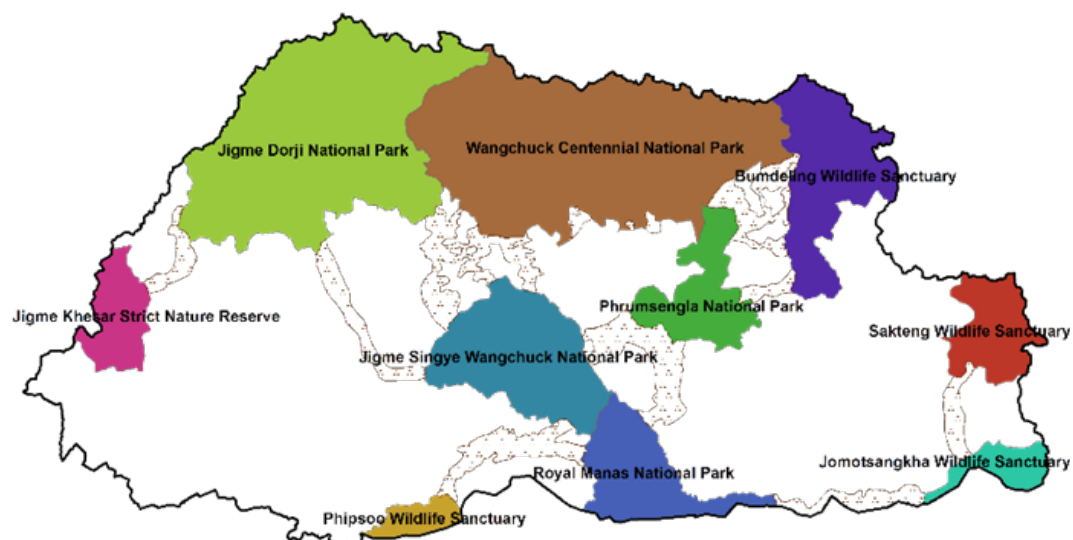 Jigme Dorji National Park
Wangchuck Centennial National Park
Bumdeling Wildlife Sanctuary
Phrumsengla National Park
Jigme Khesar Strict Nature Reserve
Sakteng Wildlife Sanctuary
Jigme Singye Wangchuck National Park
Jomotsangkha Wildlife Sanctuary
Royal Manas National Park
Phipsoo Wildlife Sanctuary